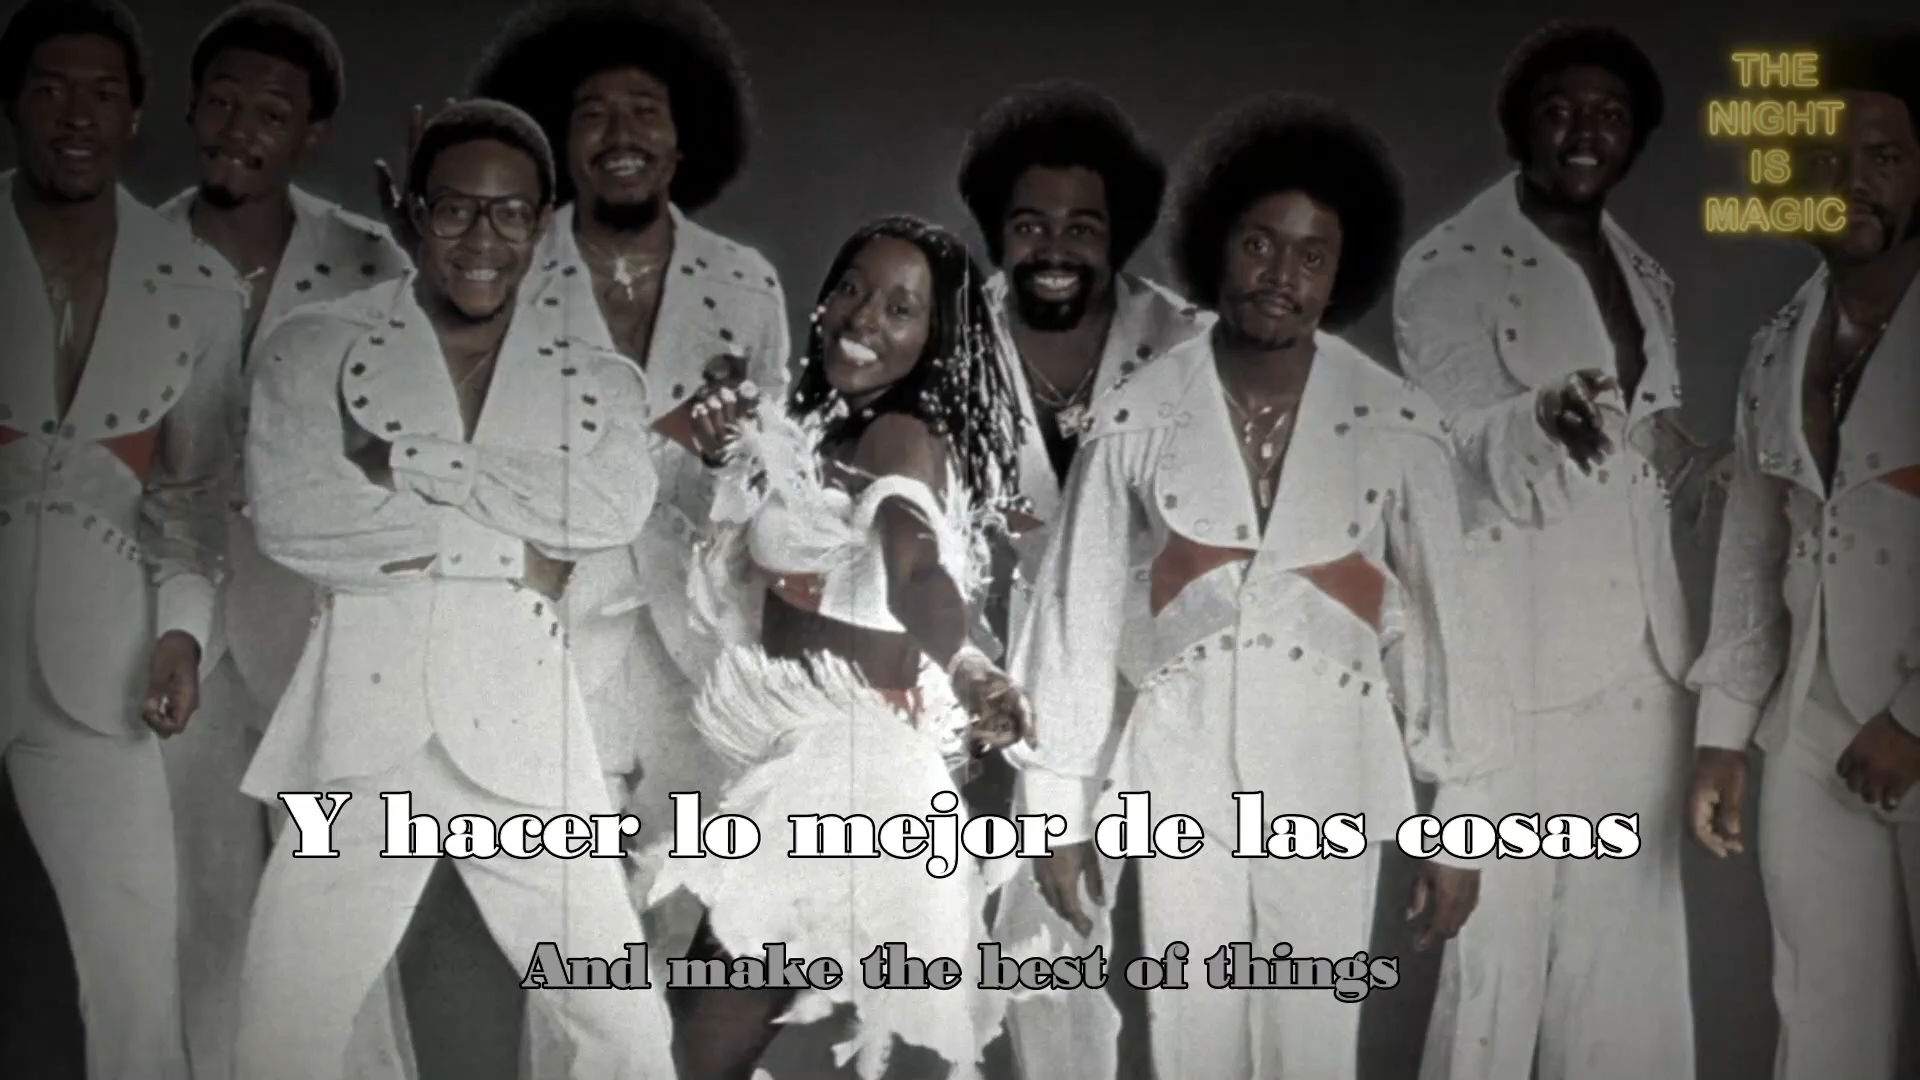 THE
NIGHT
IS
MAGIC
Y hacer lo mejor de las cosas
And make the best of things